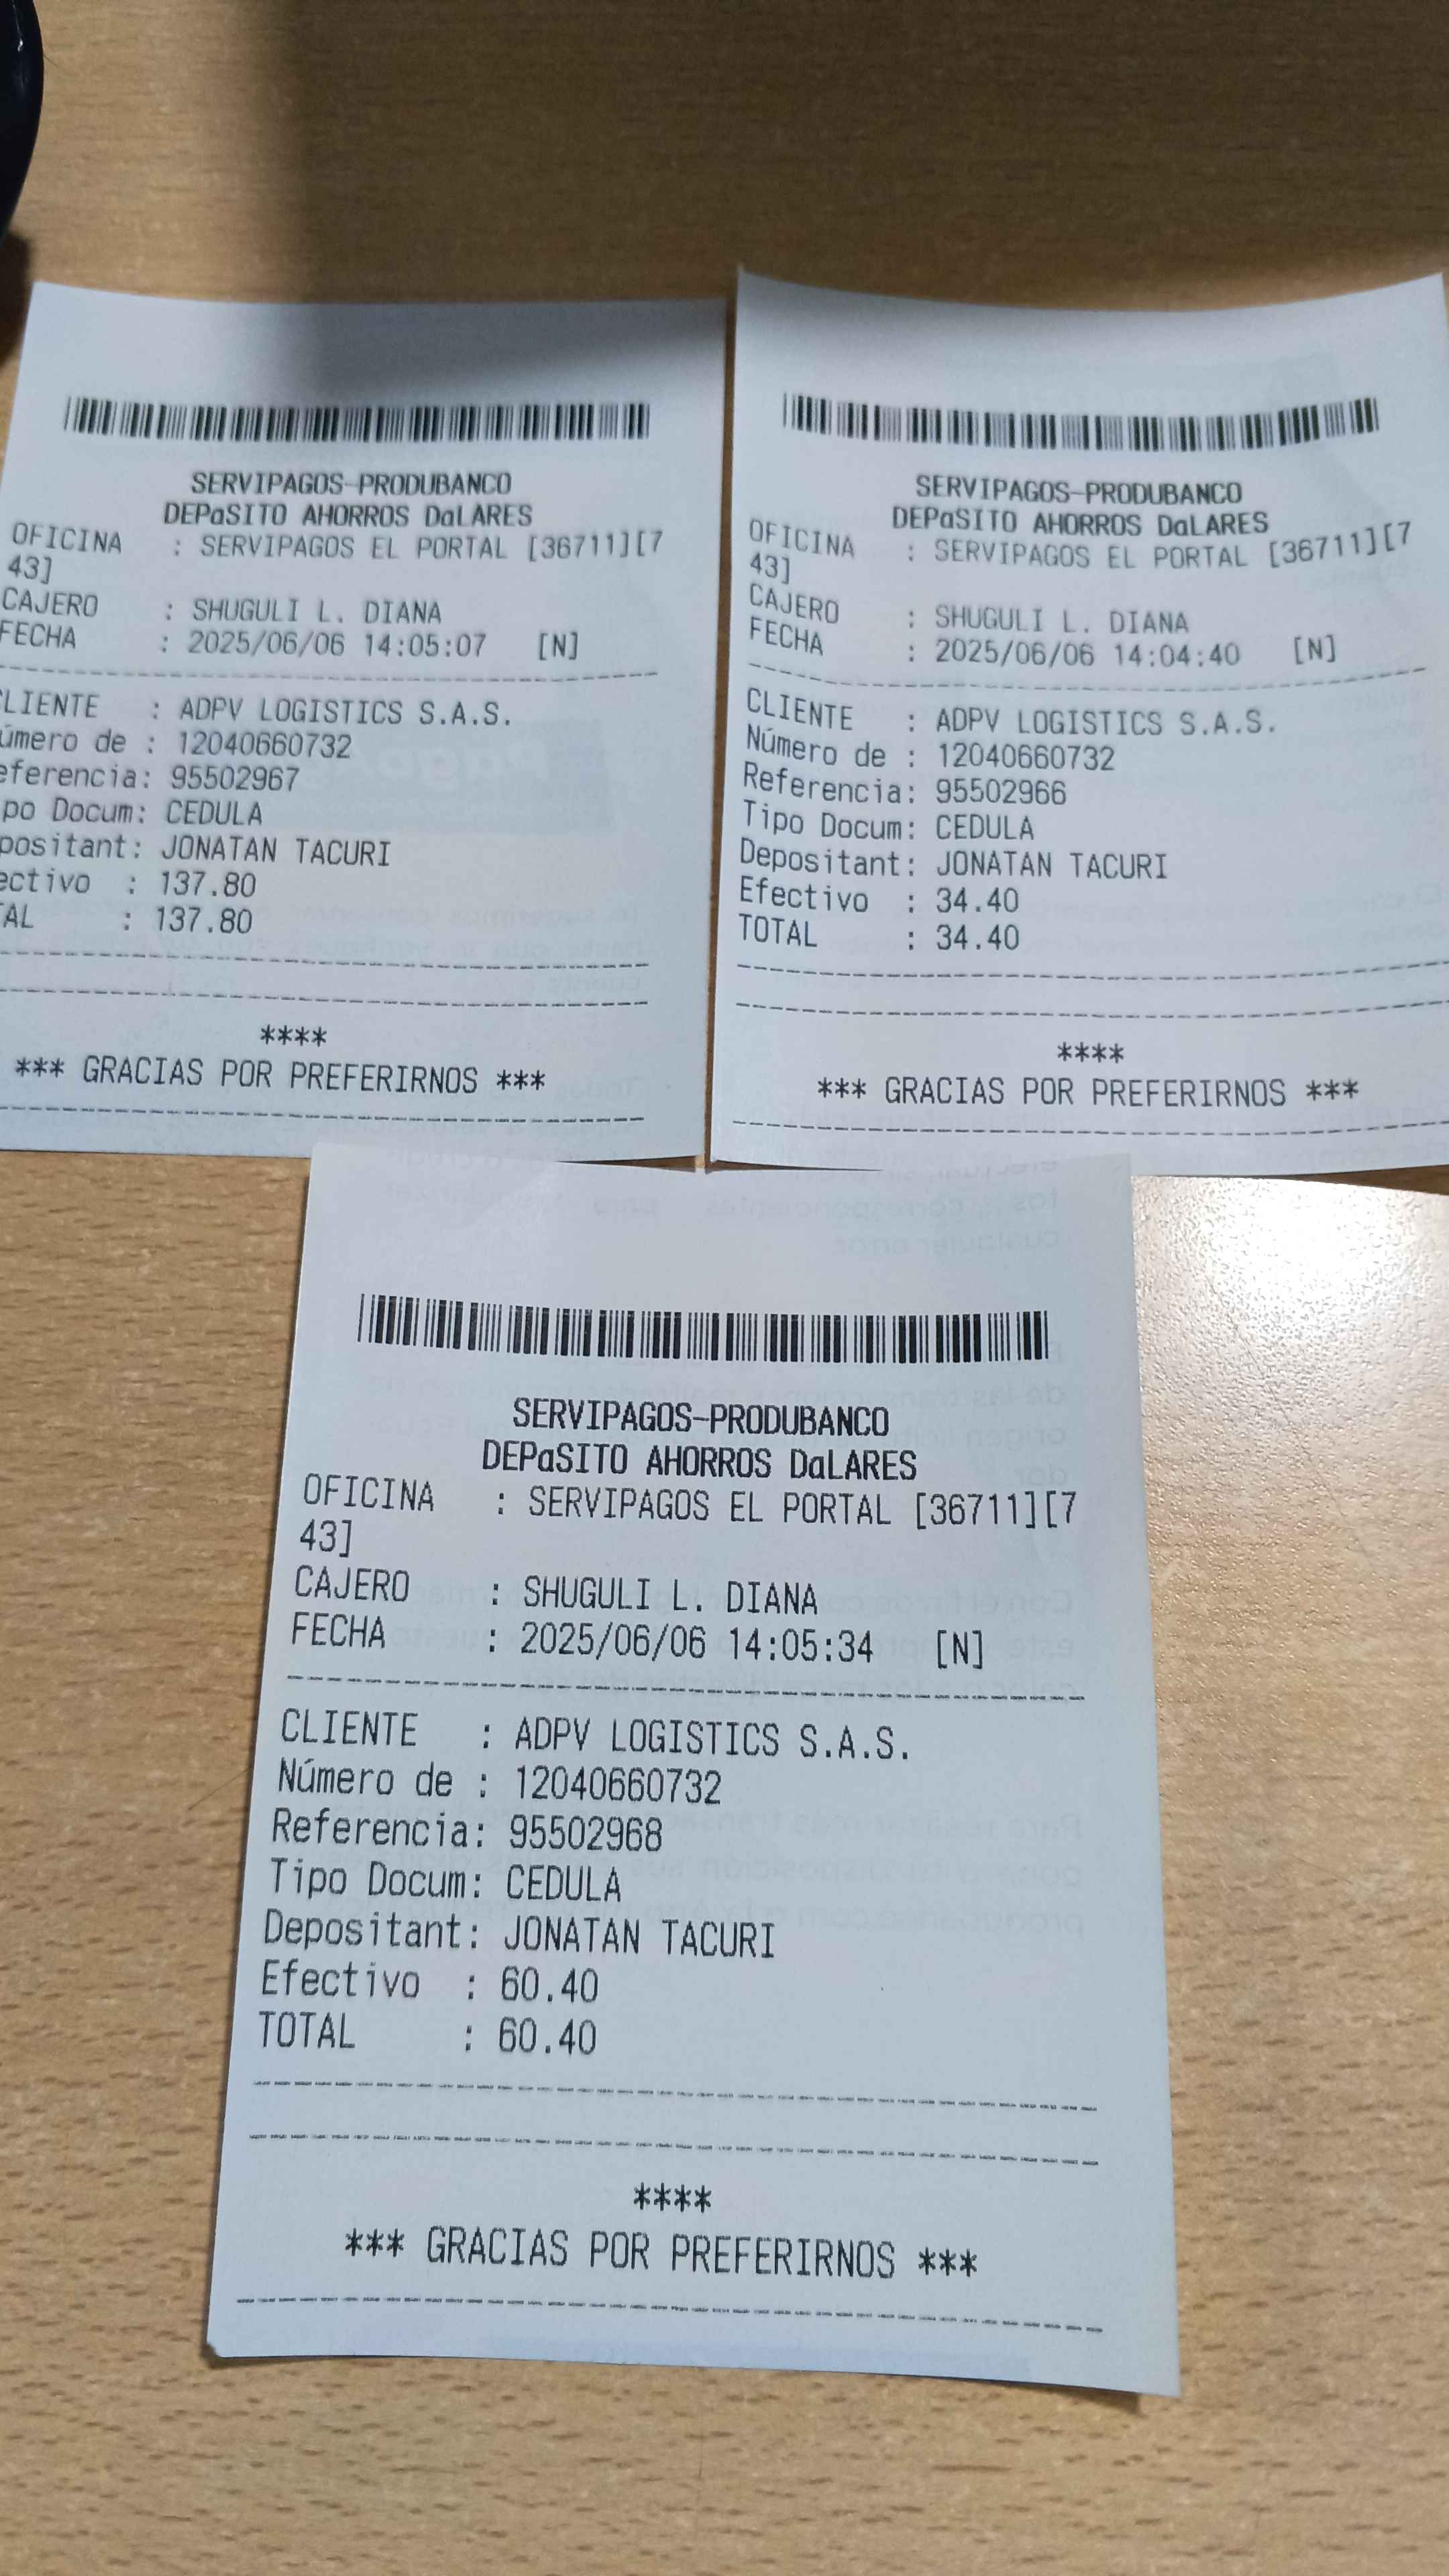 SERVIPAGOS-PRODUBANCO
DEPaSITO AHORROS DaLARES
OFICINA : SERVIPAGOS EL PORTAL [36711][7
43]
CAJERO : SHUGULI L. DIANA
FECHA : 2025/06/06 14:05:07 [N]
CLIENTE : ADPV LOGISTICS S.A.S.
úmero de : 12040660732
eferencia: 95502967
po Docum: CEDULA
positant: JONATAN TACURI
ectivo : 137.80
AL : 137.80
****
*** GRACIAS POR PREFERIRNOS ***
SERVIPAGOS-PRODUBANCO
DEPaSITO AHORROS DaLARES
OFICINA : SERVIPAGOS EL PORTAL [36711][7
43]
CAJERO : SHUGULI L. DIANA
FECHA : 2025/06/06 14:04:40 [N]
CLIENTE : ADPV LOGISTICS S.A.S.
Número de : 12040660732
Referencia: 95502966
Tipo Docum: CEDULA
Depositant: JONATAN TACURI
Efectivo : 34.40
TOTAL : 34.40
****
*** GRACIAS POR PREFERIRNOS ***
SERVIPAGOS-PRODUBANCO
DEPaSITO AHORROS DaLARES
OFICINA : SERVIPAGOS EL PORTAL [36711][7
43]
CAJERO : SHUGULI L. DIANA
FECHA : 2025/06/06 14:05:34 [N]
CLIENTE : ADPV LOGISTICS S.A.S.
Número de : 12040660732
Referencia: 95502968
Tipo Docum: CEDULA
Depositant: JONATAN TACURI
Efectivo : 60.40
TOTAL : 60.40
****
*** GRACIAS POR PREFERIRNOS ***